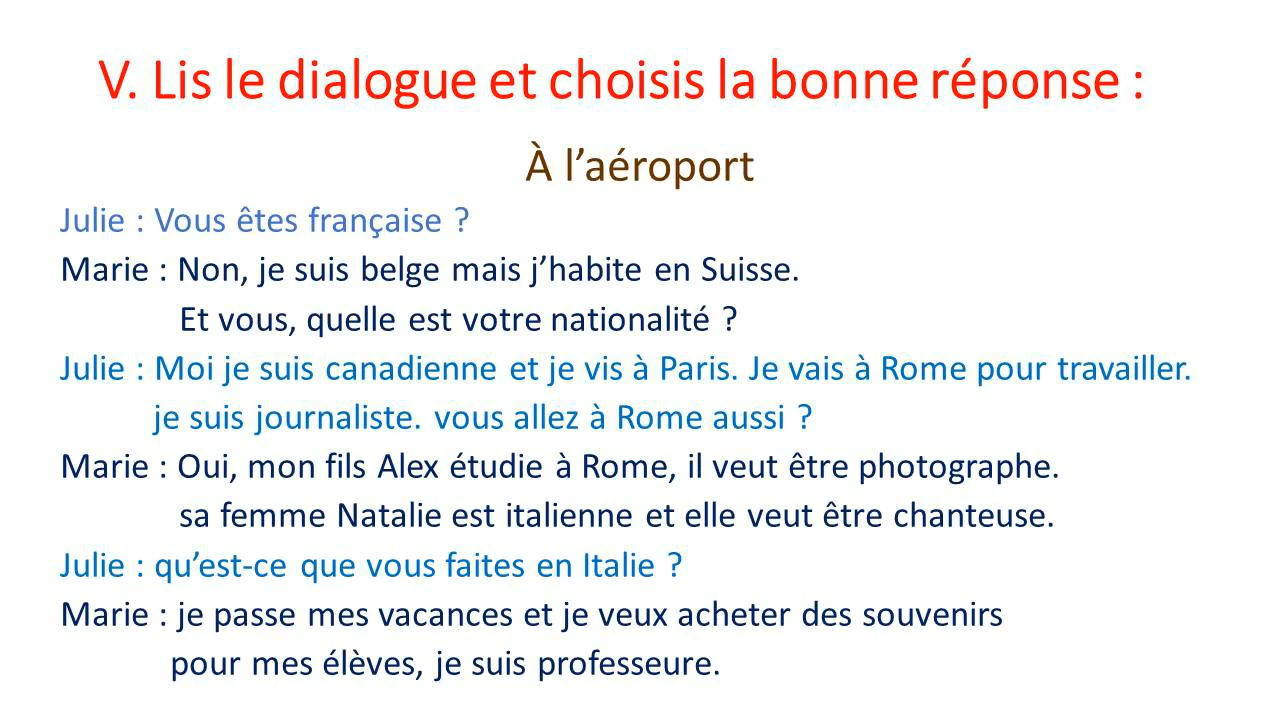 V. Lis le dialogue et choisis la bonne réponse :
À l’aéroport
Julie : Vous êtes française ?
Marie : Non, je suis belge mais j’habite en Suisse.
Et vous, quelle est votre nationalité ?
Julie : Moi je suis canadienne et je vis à Paris. Je vais à Rome pour travailler.
je suis journaliste. vous allez à Rome aussi ?
Marie : Oui, mon fils Alex étudie à Rome, il veut être photographe.
sa femme Natalie est italienne et elle veut être chanteuse.
Julie : qu’est-ce que vous faites en Italie ?
Marie : je passe mes vacances et je veux acheter des souvenirs
pour mes élèves, je suis professeure.